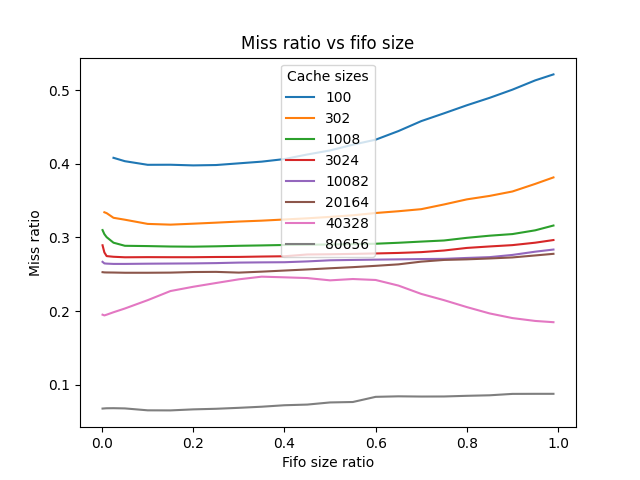 Miss ratio vs fifo size
Miss ratio
0.5
0.4
0.3
0.2
0.1
Cache sizes
100
302
1008
3024
10082
20164
40328
80656
0.0 0.2 0.4 0.6 0.8 1.0
Fifo size ratio